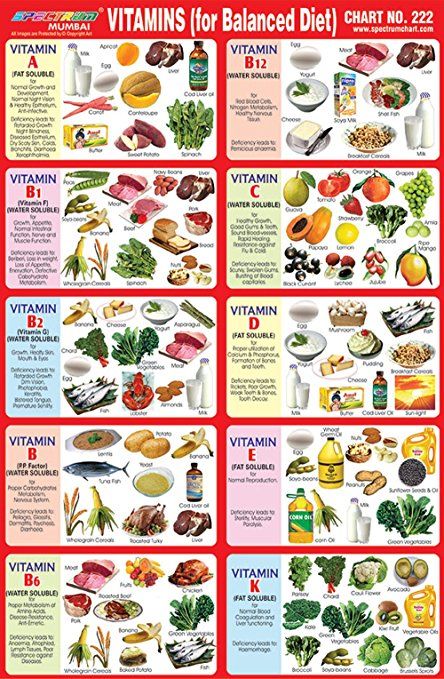 SPECTRUM
MUMBAI
All Images are Protected by © Copyright Act
VITAMINS (for Balanced Diet)
CHART NO. 222
www.spectrumchart.com
VITAMIN
A
(FAT SOLUBLE)
for
Normal Growth and
Development,
Normal Night Vision
& Healthy Epithelium,
Anti-infective.
Deficiency leads to:
Retarded Growth
Night Blindness,
Diseased Epithelium,
Dry Scaly Skin, Colds,
Bronchitis, Diarrhoea
Xerophthalmia.
Milk
Apricot
Egg
Liver
Carrot
Canteloupe
Cod Liver oil
Butter
Sweet Potato
Spinach
VITAMIN
B12
(WATER SOLUBLE)
for
Red Blood Cells,
Nitrogen Metabolism,
Healthy Nervous
Tissue.
Deficiency leads to:
Pernicious anaemia.
Egg
Yogurt
Meat
Liver
Cheese
Soya Milk
Shell Fish
Milk
Breakfast Cereals
VITAMIN
B1
(Vitamin F)
(WATER SOLUBLE)
for
Growth, Appetite,
Normal Intestinal
Function, Nerve and
Muscle Function.
Deficiency leads to:
Beriberi, Loss in weight,
Loss of Appetite,
Enervation, Defective
Carbohydrate
Metabolism.
Peas
Meat
Navy Beans
Liver
Soya-beans
Banana
Bread
Nuts
Wholegrain Cereals
Spinach
VITAMIN
C
(WATER SOLUBLE)
for
Healthy Growth,
Good Gums & Teeth,
Sound Blood-vessels,
Rapid Healing
Resistance against
Flu & Cold.
Deficiency leads to:
Scurvy, Swollen Gums,
Bursting of Blood
capillaries.
Guava
Tomato
Orange
Grapes
Strawberry
Amla
Papaya
Lemon
Broccoli
Ripe
Mango
Black Currant
Lychee
Jujube
VITAMIN
B2
(Vitamin G)
(WATER SOLUBLE)
for
Growth, Healty Skin,
Mouth & Eyes
Deficiency leads to:
Retarded Growth
Dim Vision,
Photophobia,
Keratitis,
Blistered Tongue,
Premature Senility.
Banana
Cheese
Yogurt
Asparagus
Chard
Green
Vegetables
Meat
Milk
Egg
Fish
Lobster
Almonds
VITAMIN
D
(FAT SOLUBLE)
for
Proper utilization of
Calcium & Phosphorus,
Formation of Bones
and Teeth.
Deficiency leads to:
Rickets, Poor Growth,
Weak Teeth & Bones,
Tooth Decay.
Egg
Mushroom
Fish
Yogurt
Pudding
Breakfast Cereals
Milk
Butter
Cod Liver Oil
Sun-light
VITAMIN
B
(P.P. Factor)
(WATER SOLUBLE)
for
Proper Carbohydrates
Metabolism,
Nervous System.
Deficiency leads to:
Pellagra, Glossitis,
Dermatitis, Psychosis,
Diarrhoea.
Lentils
Potato
Banana
Tuna Fish
Yeast
Cod Liver Oil
Wholegrain Cereals
Roasted Turky
Liver
VITAMIN
E
(FAT SOLUBLE)
for
Normal Reproduction.
Deficiency leads to:
Sterility, Muscular
Paralysis.
Egg
Wheat
Germ Oil
Nuts
Soya-Beans
Peanuts
Sunflower Seeds & Oil
CORN OIL
Milk
Green Vegetables
VITAMIN
B6
(WATER SOLUBLE)
for
Proper Metabolism of
Amino Acids,
Disease-Resistance,
Anti-Emetic.
Deficiency leads to:
Anaemia, Atrophied,
Lymph Tissues, Poor
Resistance against
Diseases.
Meat
Fruits
Chicken
Roasted Beef
Banana
Green Vegetables
Wholegrain Cereals
Baked Potato
Fish
VITAMIN
K
(FAT SOLUBLE)
for
Normal Blood
Coagulation and
Liver functioning
Deficiency leads to:
Haemorrhage.
Parsley
Chard
Cauli Flower
Avocado
Kale
Green Vegetables
Kiwi Fruit
Vegetable Oils
Broccoli
Soya-Beans
Cabbage
Brussels Sprout